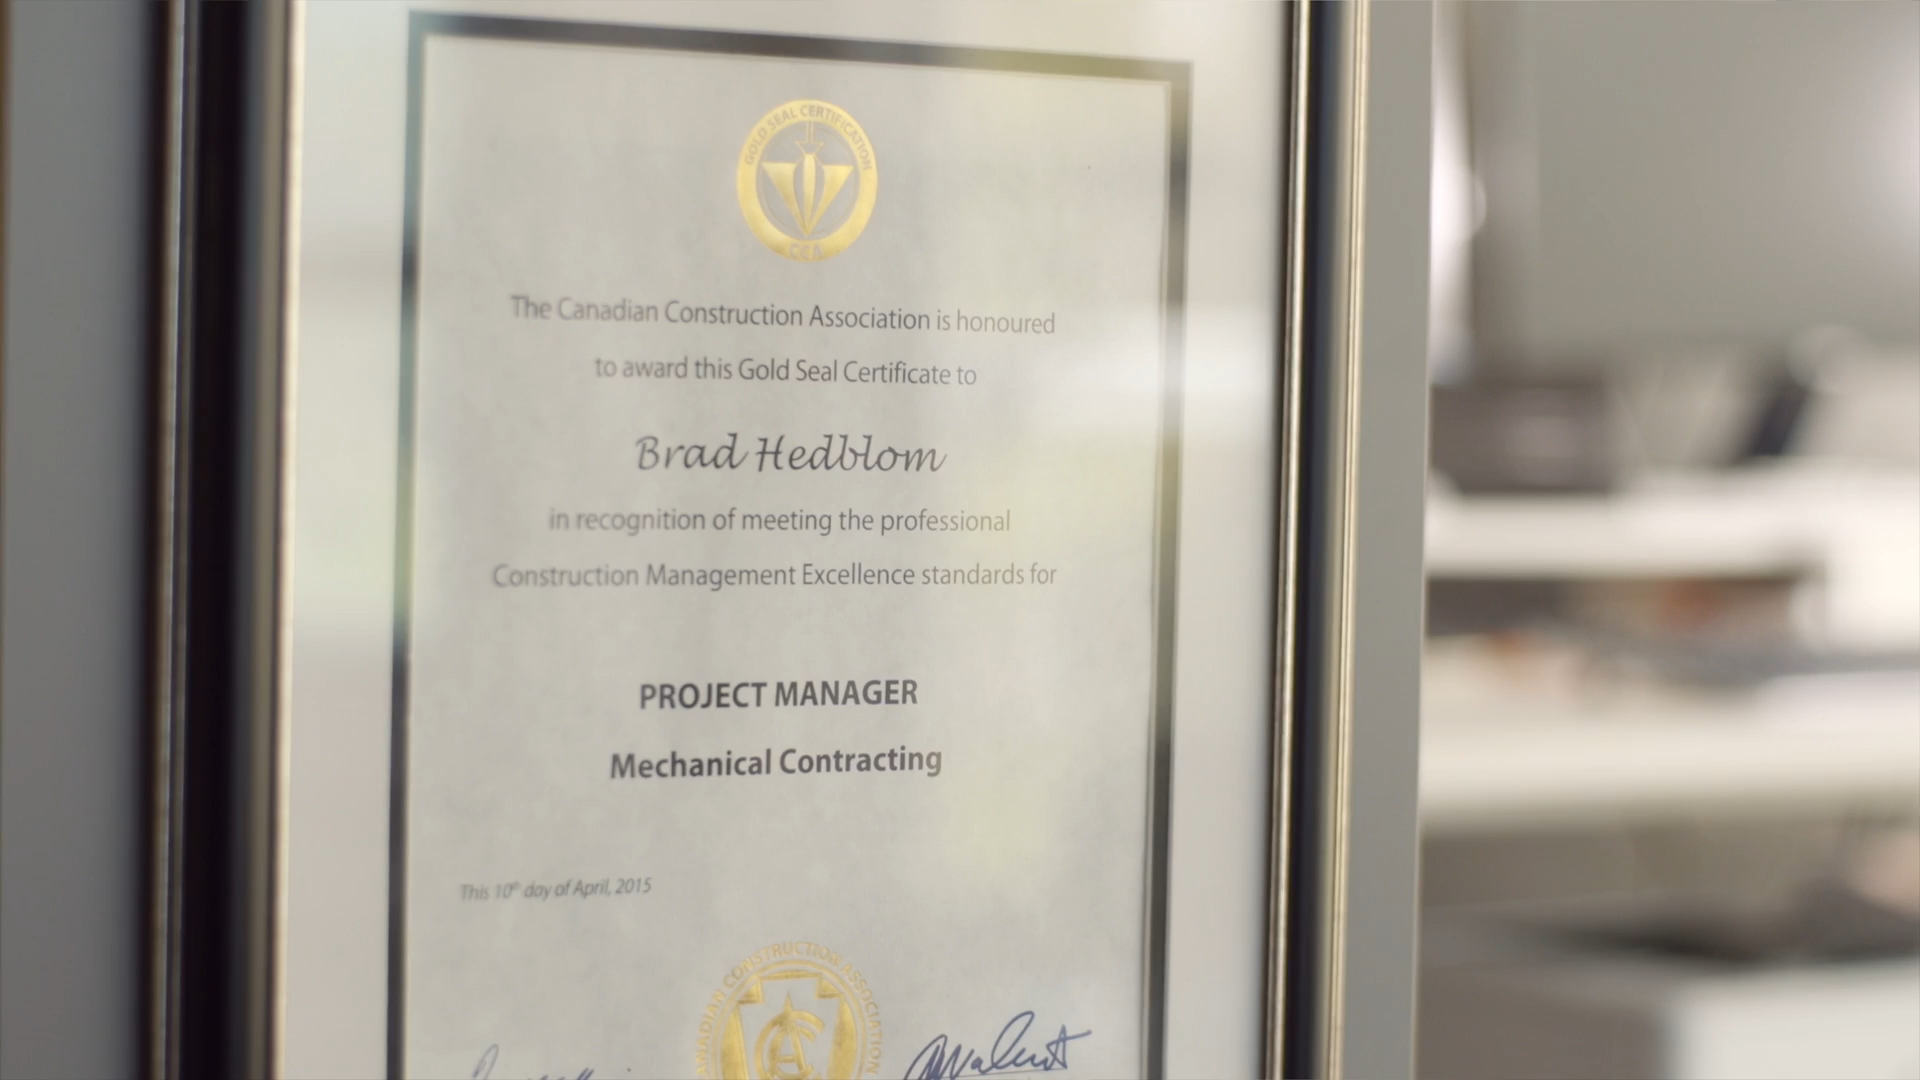 GOLD SEAL CERTIFICATION
CCA
The Canadian Construction Association is honoured
to award this Gold Seal Certificate to
Brad Hedblom
in recognition of meeting the professional
Construction Management Excellence standards for
PROJECT MANAGER
Mechanical Contracting
This 10th day of April, 2015
CANADIAN CONSTRUCTION ASSOCIATION
CCA